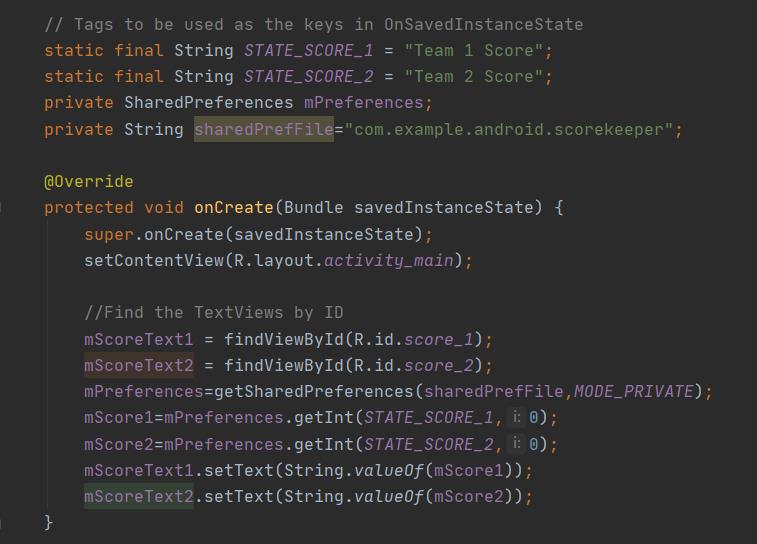 // Tags to be used as the keys in OnSavedInstanceState
static final String STATE_SCORE_1 = "Team 1 Score";
static final String STATE_SCORE_2 = "Team 2 Score";
private SharedPreferences mPreferences;
private String sharedPrefFile="com.example.android.scorekeeper";
@Override
protected void onCreate(Bundle savedInstanceState) {
super.onCreate(savedInstanceState);
setContentView(R.layout.activity_main);
//Find the TextViews by ID
mScoreText1 = findViewById(R.id.score_1);
mScoreText2 = findViewById(R.id.score_2);
mPreferences=getSharedPreferences(sharedPrefFile,MODE_PRIVATE);
mScore1=mPreferences.getInt(STATE_SCORE_1, i: 0);
mScore2=mPreferences.getInt(STATE_SCORE_2, i: 0);
mScoreText1.setText(String.valueOf(mScore1));
mScoreText2.setText(String.valueOf(mScore2));
}